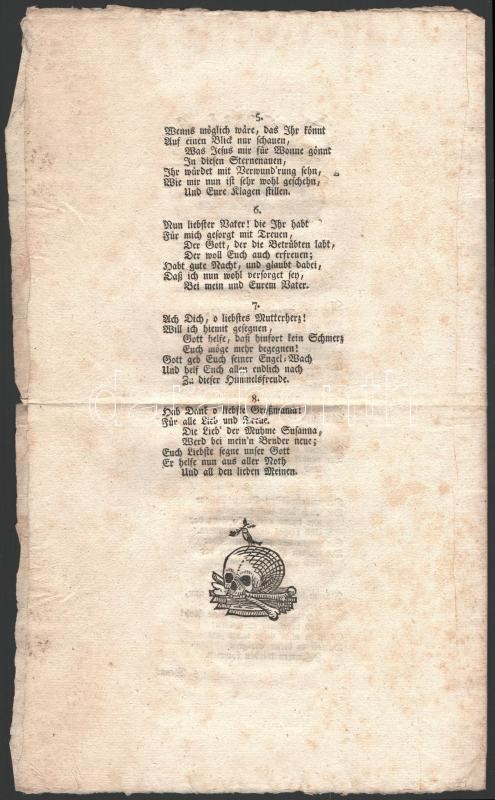 5.
Wenns möglich wäre, das Ihr könnt
Auf einen Blick nur schauen,
Was Jesus mir für Wonne gönnt
In diesen Sternenauen,
Ihr würdet mit Verwund'rung sehn,
Wie mir nun ist sehr wohl geschehn,
Und Eure Klagen stillen.
6.
Nun liebster Vater! die Ihr habt
Für mich gesorgt mit Treuen,
Der Gott, der die Betrübten labt,
Der woll Euch auch erfreuen;
Habt gute Nacht, und glaubt dabei,
Daß ich nun wohl versorget sey,
Bei mein und Eurem Vater.
7.
Ach Dich, o liebstes Mutterherz!
Will ich hiemit gesegnen,
Gott helfe, daß hinfort kein Schmerz
Euch möge mehr begegnen!
Gott geb Euch seiner Engel-Wach
Und helf Euch allen endlich nach
Zu dieser Himmelsfreude.
8.
Hab Dank o liebste Großmama!
Für alle Lieb und Treue.
Die Lieb' der Muhme Susanna,
Werd bei mein'n Bruder neue;
Euch Liebste segne unser Gott
Er helfe nun aus aller Noth
Und all den lieben Meinen.
darabanth